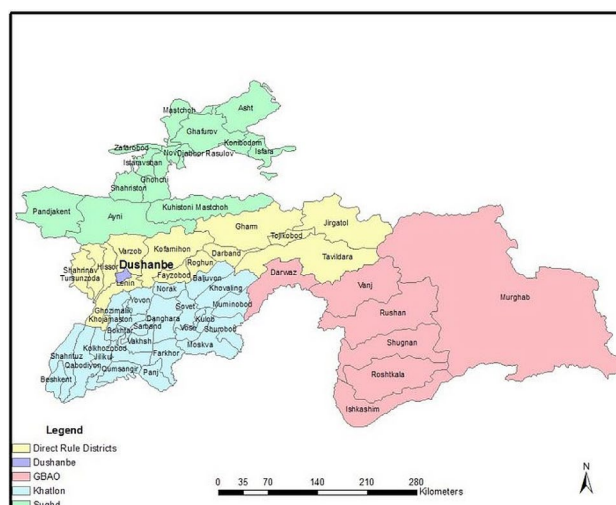 Mastchoh
Asht
Ghafurov
Konibodom
Zafarobod
Nov
Djabbor Rasulov
Isfara
Istaravshan
Ghonchi
Shahriston
Kuhistoni Mastchoh
Pandjakent
Ayni
Gharm
Jirgatol
Tojikobod
Kofarnihon
Varzob
Darband
Tavildara
Hissor
Dushanbe
Roghun
Shahrinav
Fayzobod
Darvaz
Tursunzoda
Lenin
Baljuvon
Norak
Khovaling
Vanj
Murghab
Ghozimalik
Yovon
Sovet
Muminobod
Rushan
Khojamaston
Danghara
Kulob
Bokhtar
Sarband
Vose
Shurobod
Shugnan
Kolkhozobod
Vakhsh
Moskva
Shahrituz
Jilikul
Farkhor
Qabodiyon
Qumsangir
Panj
Roshtkala
Beshkent
Ishkashim
Legend
Direct Rule Districts
Dushanbe
GBAO
Khatlon
Sughd
0 35 70 140 210 280
Kilometers
N